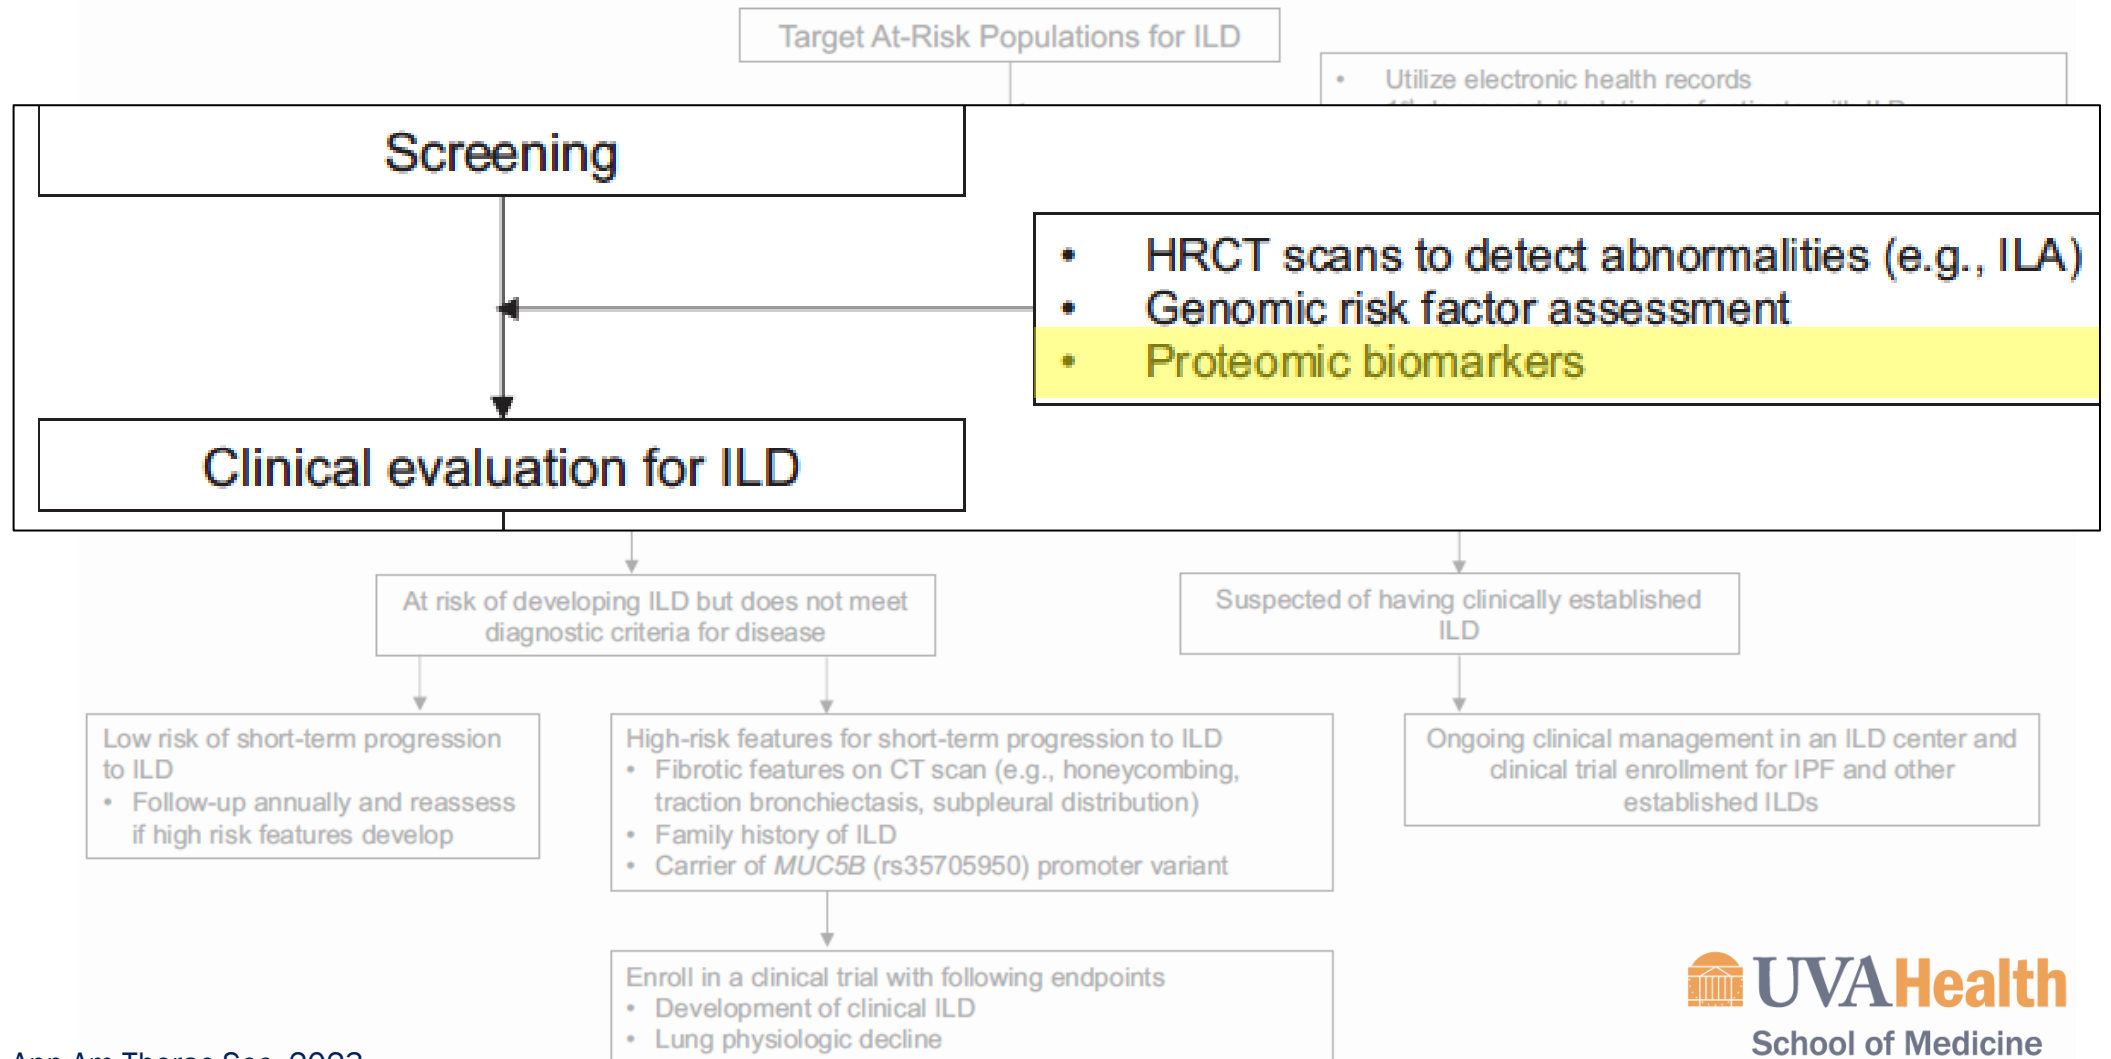 Target At-Risk Populations for ILD
• Utilize electronic health records
Screening
• HRCT scans to detect abnormalities (e.g., ILA)
• Genomic risk factor assessment
• Proteomic biomarkers
Clinical evaluation for ILD
At risk of developing ILD but does not meet
diagnostic criteria for disease
Suspected of having clinically established
ILD
Low risk of short-term progression
to ILD
• Follow-up annually and reassess
if high risk features develop
High-risk features for short-term progression to ILD
• Fibrotic features on CT scan (e.g., honeycombing,
traction bronchiectasis, subpleural distribution)
• Family history of ILD
• Carrier of MUC5B (rs35705950) promoter variant
Ongoing clinical management in an ILD center and
clinical trial enrollment for IPF and other
established ILDs
Enroll in a clinical trial with following endpoints
• Development of clinical ILD
• Lung physiologic decline
UVAHealth
School of Medicine
Ann Am Thorac Soc. 2023